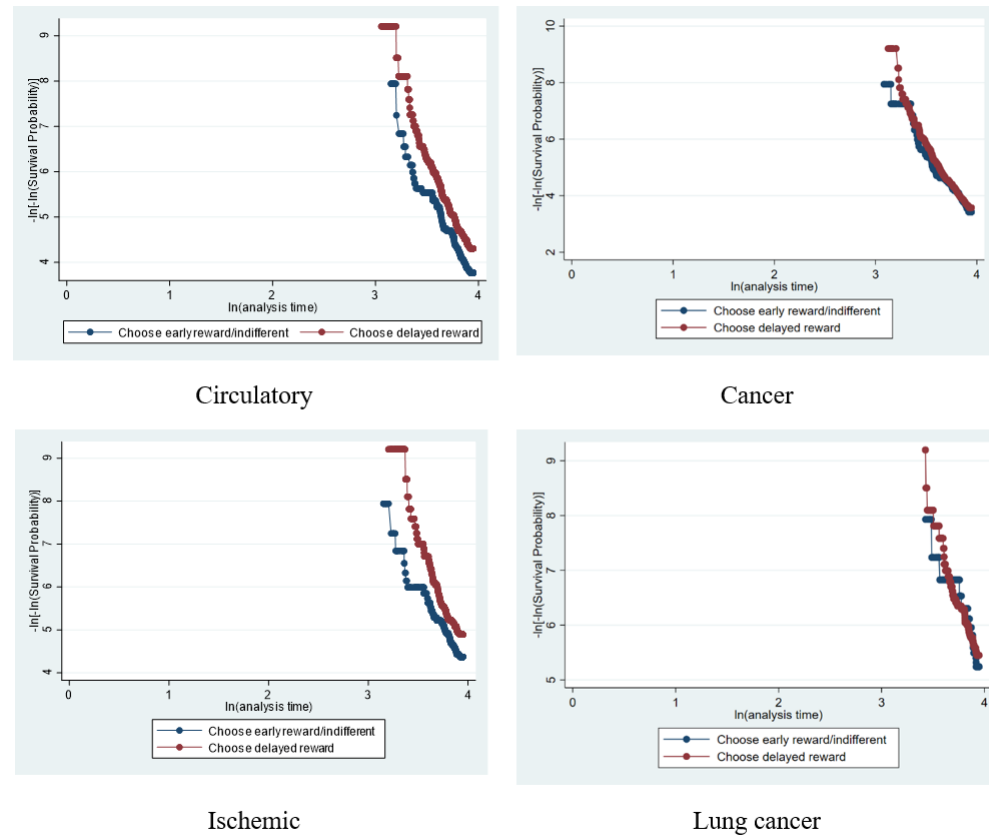 -ln[-ln(Survival Probability)]
9
8
7
6
5
4
0 1 2 3 4
ln(analysis time)
Choose early reward/indifferent Choose delayed reward
Circulatory
-ln[-ln(Survival Probability)]
10
8
6
4
2
0 1 2 3 4
ln(analysis time)
Choose early reward/indifferent
Choose delayed reward
Cancer
-ln[-ln(Survival Probability)]
9
8
7
6
5
4
0 1 2 3 4
ln(analysis time)
Choose early reward/indifferent
Choose delayed reward
Ischemic
-ln[-ln(Survival Probability)]
9
8
7
6
5
0 1 2 3 4
ln(analysis time)
Choose early reward/indifferent
Choose delayed reward
Lung cancer